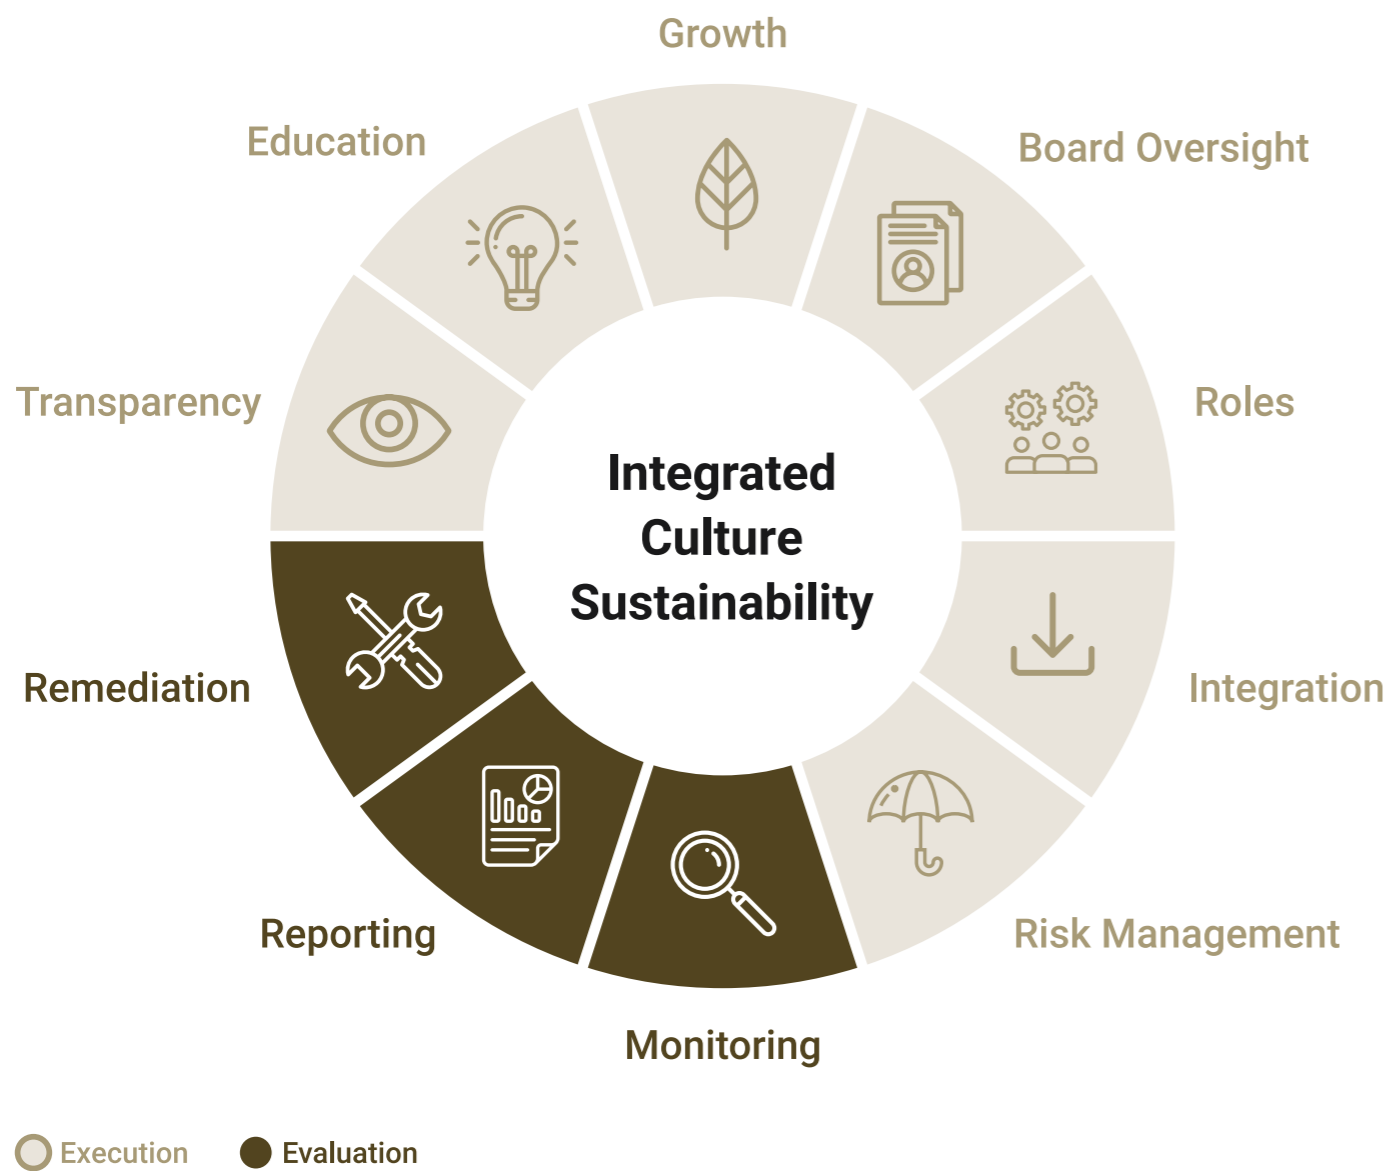 Growth
Education
Board Oversight
Transparency
Roles
Integrated
Culture
Sustainability
Remediation
Integration
Reporting
Risk Management
Monitoring
Execution
Evaluation